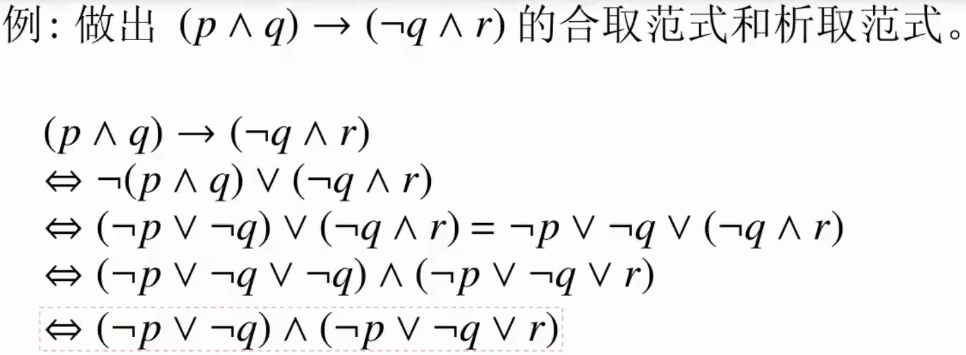 例：做出 (p ∧ q) → (¬q ∧ r) 的合取范式和析取范式。
(p ∧ q) → (¬q ∧ r)
⇔ ¬(p ∧ q) ∨ (¬q ∧ r)
⇔ (¬p ∨ ¬q) ∨ (¬q ∧ r) = ¬p ∨ ¬q ∨ (¬q ∧ r)
⇔ (¬p ∨ ¬q ∨ ¬q) ∧ (¬p ∨ ¬q ∨ r)
⇔ (¬p ∨ ¬q) ∧ (¬p ∨ ¬q ∨ r)